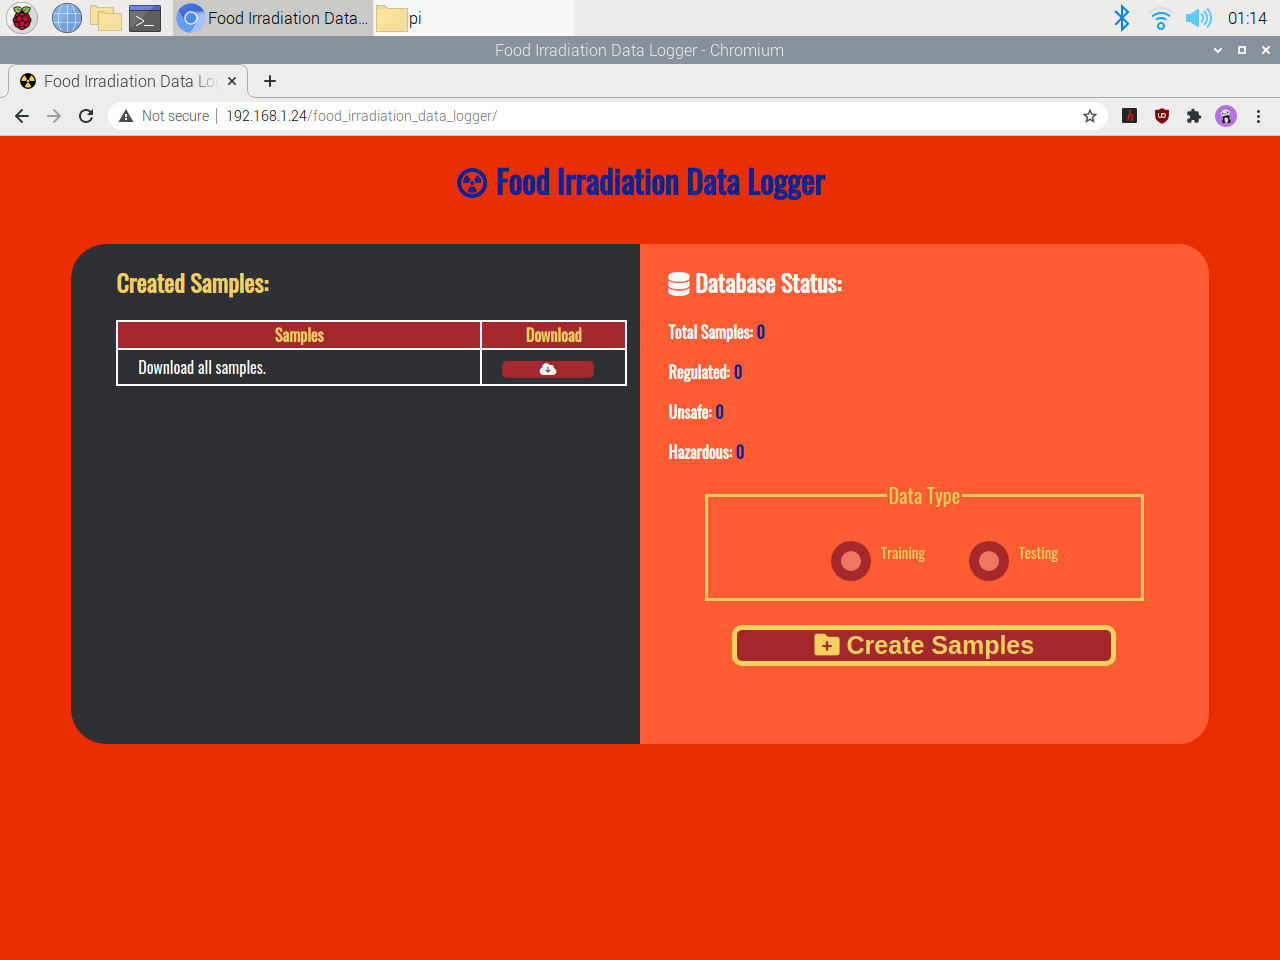 Food Irradiation Data...
pi
01:14
Food Irradiation Data Logger - Chromium
Food Irradiation Data Lo
Not secure
192.168.1.24/food_irradiation_data_logger/
Food Irradiation Data Logger
Created Samples:
Samples Download
Download all samples.
Database Status:
Total Samples: 0
Regulated: 0
Unsafe: 0
Hazardous: 0
Data Type
Training Testing
Create Samples